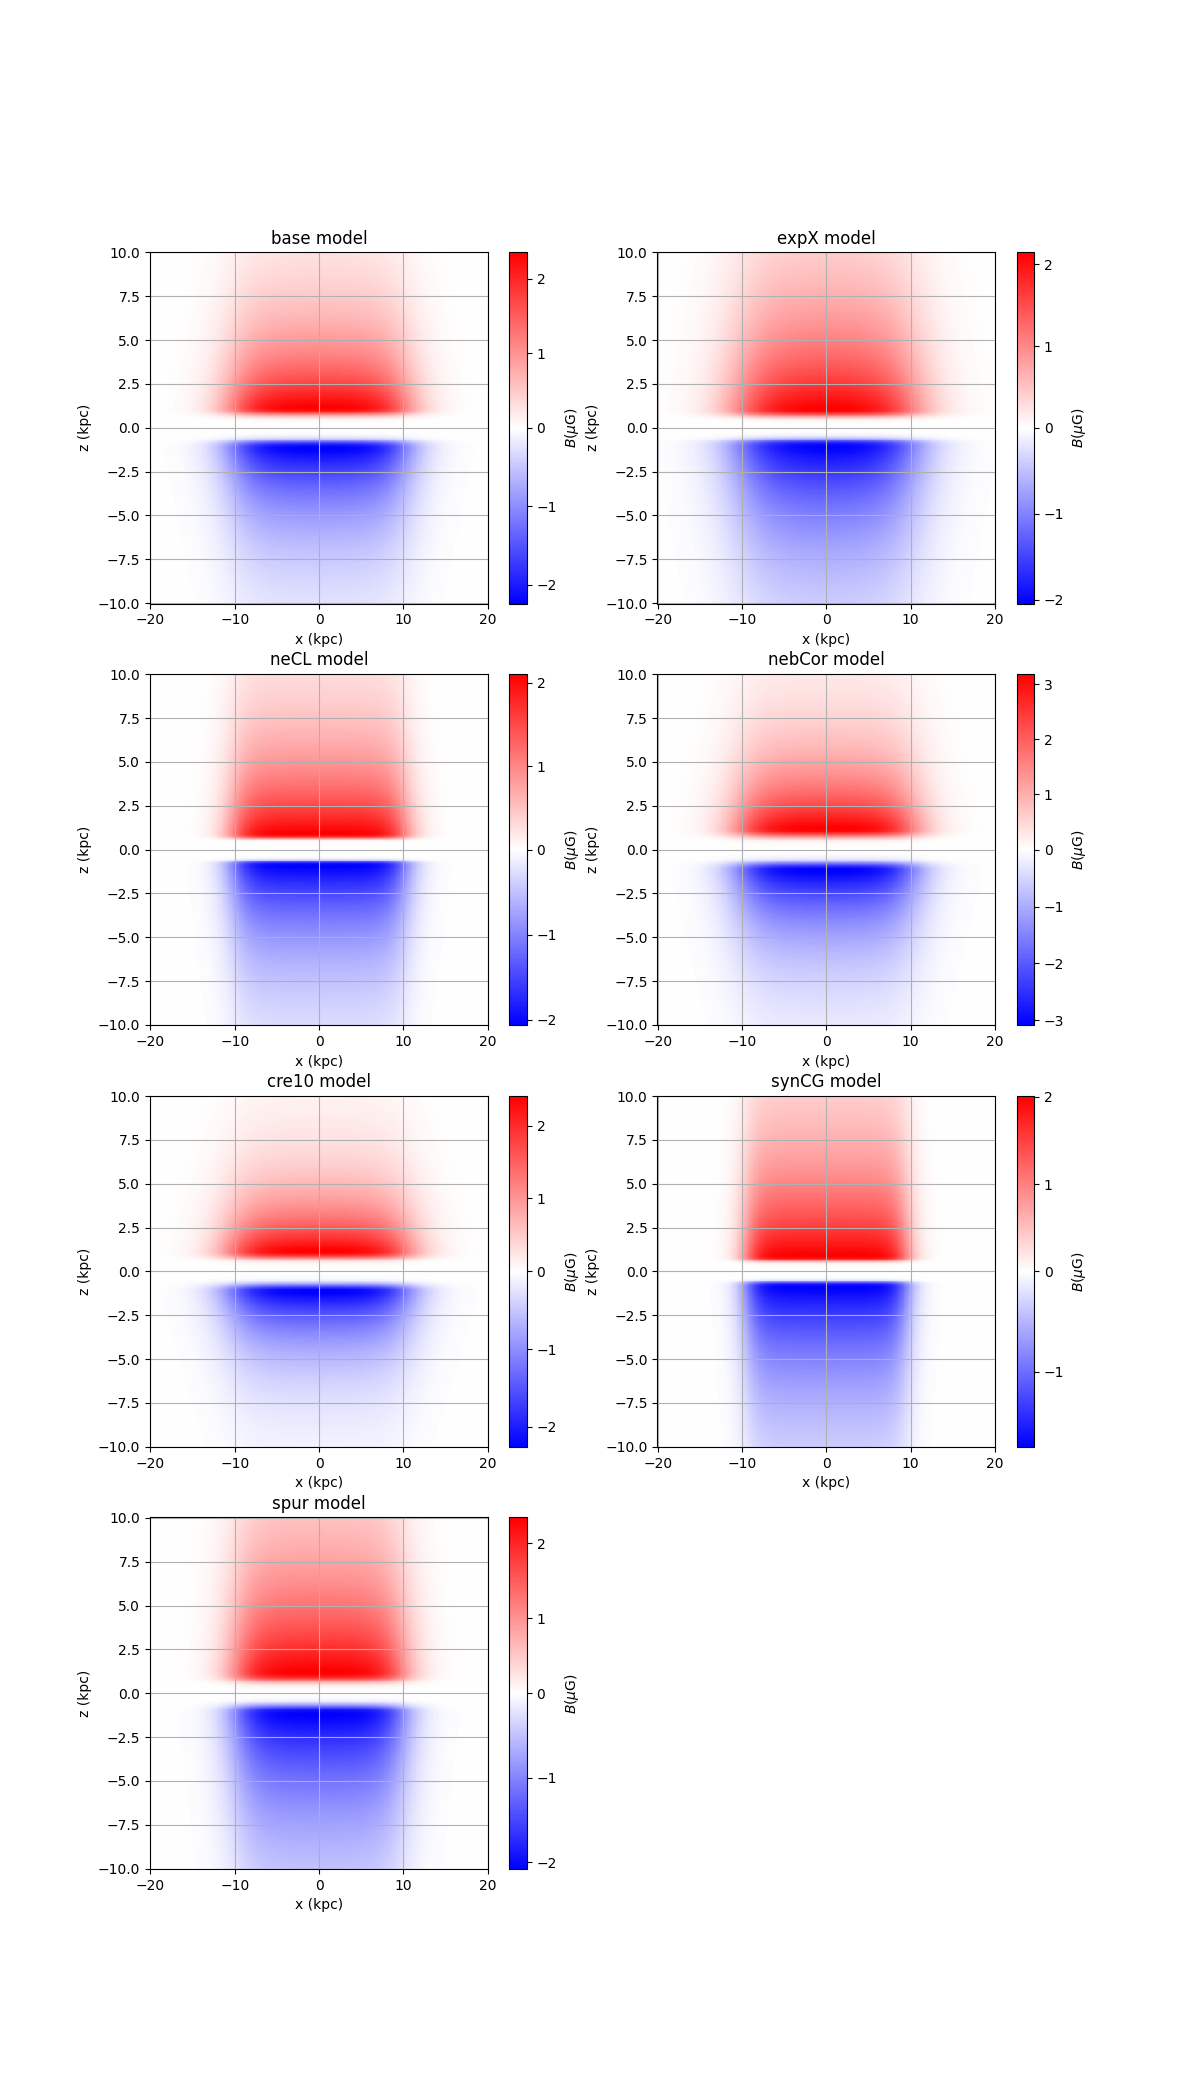 base model
10.0
7.5
5.0
2.5
0.0
−2.5
−5.0
−7.5
−10.0
z (kpc)
−20 −10 0 10 20
x (kpc)
2
1
0
−1
−2
B(μG)
expX model
10.0
7.5
5.0
2.5
0.0
−2.5
−5.0
−7.5
−10.0
z (kpc)
−20 −10 0 10 20
x (kpc)
2
1
0
−1
−2
B(μG)
neCL model
10.0
7.5
5.0
2.5
0.0
−2.5
−5.0
−7.5
−10.0
z (kpc)
−20 −10 0 10 20
x (kpc)
2
1
0
−1
−2
B(μG)
nebCor model
10.0
7.5
5.0
2.5
0.0
−2.5
−5.0
−7.5
−10.0
z (kpc)
−20 −10 0 10 20
x (kpc)
3
2
1
0
−1
−2
−3
B(μG)
cre10 model
10.0
7.5
5.0
2.5
0.0
−2.5
−5.0
−7.5
−10.0
z (kpc)
−20 −10 0 10 20
x (kpc)
2
1
0
−1
−2
B(μG)
synCG model
10.0
7.5
5.0
2.5
0.0
−2.5
−5.0
−7.5
−10.0
z (kpc)
−20 −10 0 10 20
x (kpc)
2
1
0
−1
B(μG)
spur model
10.0
7.5
5.0
2.5
0.0
−2.5
−5.0
−7.5
−10.0
z (kpc)
−20 −10 0 10 20
x (kpc)
2
1
0
−1
−2
B(μG)